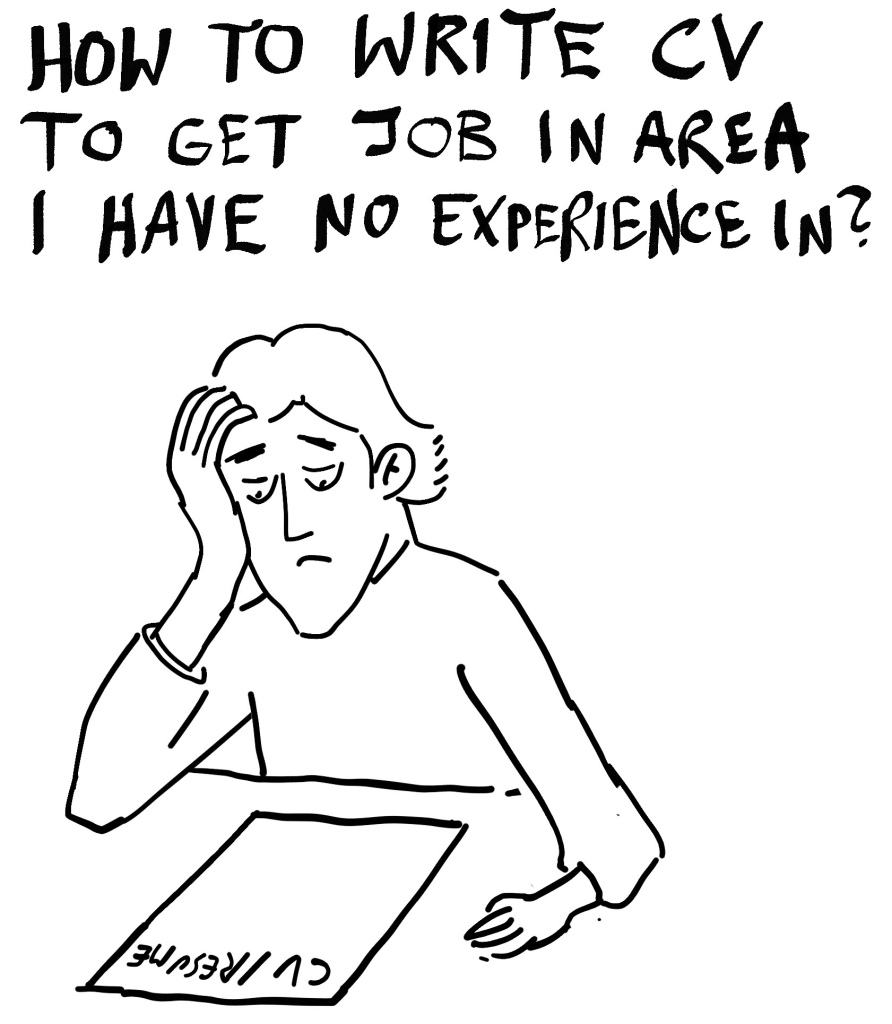 HOW TO WRITE CV
TO GET JOB IN AREA
I HAVE NO EXPERIENCE IN?
CV/RESUME